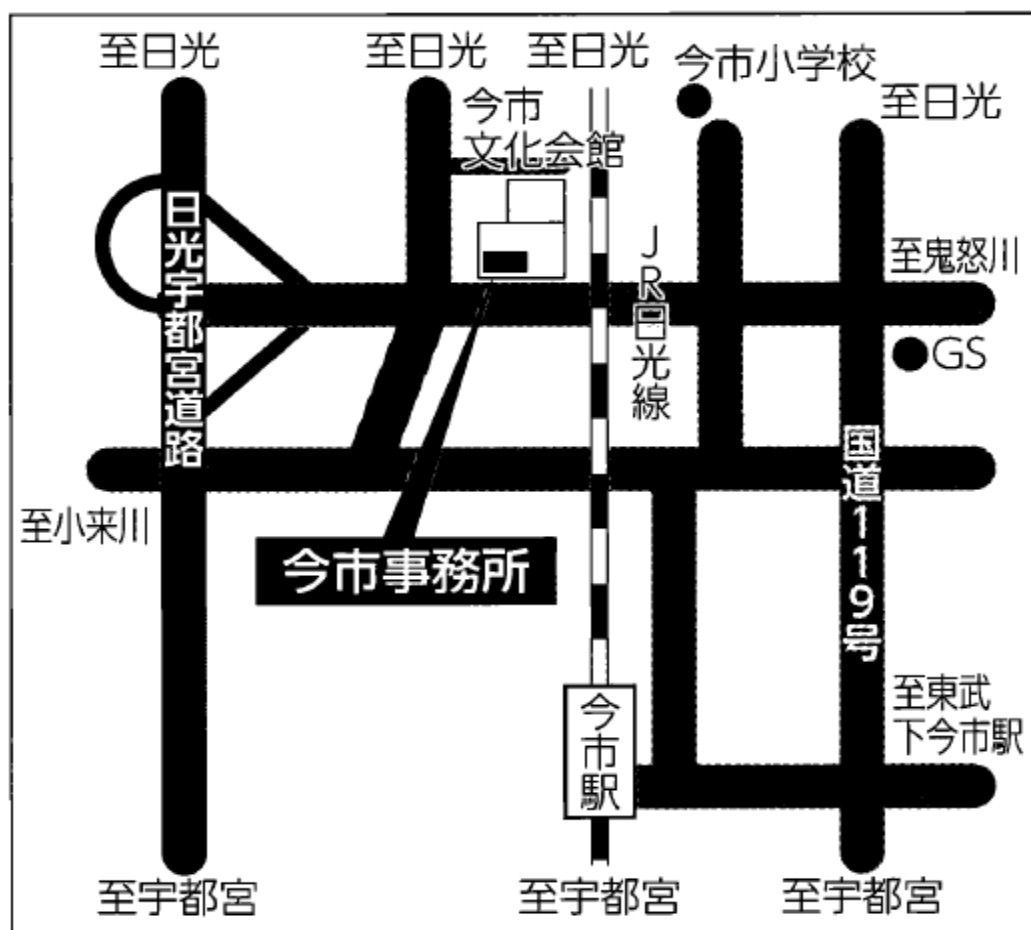 至日光
至日光
至日光
今市小学校
至日光
今市
文化会館
日光宇都宮道路
JR日光線
至鬼怒川
GS
国道119号
至小来川
今市事務所
今市駅
至東武
下今市駅
至宇都宮
至宇都宮
至宇都宮